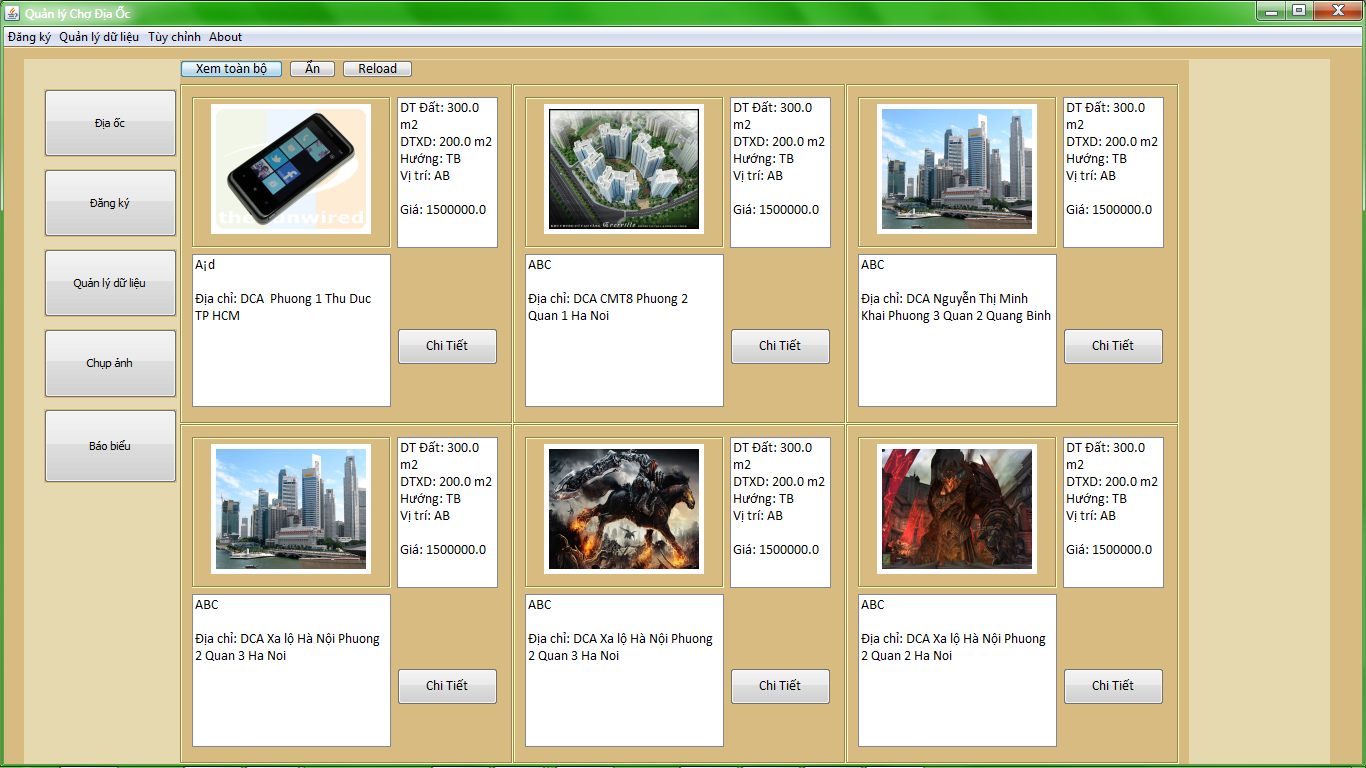 Quản lý Chợ Địa Ốc
Đăng ký Quản lý dữ liệu Tùy chỉnh About
Xem toàn bộ Ẩn Reload
Địa ốc
Đăng ký
Quản lý dữ liệu
Chụp ảnh
Báo biểu
DT Đất: 300.0
m2
DTXD: 200.0 m2
Hướng: TB
Vị trí: AB
Giá: 1500000.0
A¡d
Địa chỉ: DCA  Phuong 1 Thu Duc
TP HCM
Chi Tiết
DT Đất: 300.0
m2
DTXD: 200.0 m2
Hướng: TB
Vị trí: AB
Giá: 1500000.0
ABC
Địa chỉ: DCA CMT8 Phuong 2
Quan 1 Ha Noi
Chi Tiết
DT Đất: 300.0
m2
DTXD: 200.0 m2
Hướng: TB
Vị trí: AB
Giá: 1500000.0
ABC
Địa chỉ: DCA Nguyễn Thị Minh
Khai Phuong 3 Quan 2 Quang Binh
Chi Tiết
DT Đất: 300.0
m2
DTXD: 200.0 m2
Hướng: TB
Vị trí: AB
Giá: 1500000.0
ABC
Địa chỉ: DCA Xa lộ Hà Nội Phuong
2 Quan 3 Ha Noi
Chi Tiết
DT Đất: 300.0
m2
DTXD: 200.0 m2
Hướng: TB
Vị trí: AB
Giá: 1500000.0
ABC
Địa chỉ: DCA Xa lộ Hà Nội Phuong
2 Quan 3 Ha Noi
Chi Tiết
DT Đất: 300.0
m2
DTXD: 200.0 m2
Hướng: TB
Vị trí: AB
Giá: 1500000.0
ABC
Địa chỉ: DCA Xa lộ Hà Nội Phuong
2 Quan 2 Ha Noi
Chi Tiết